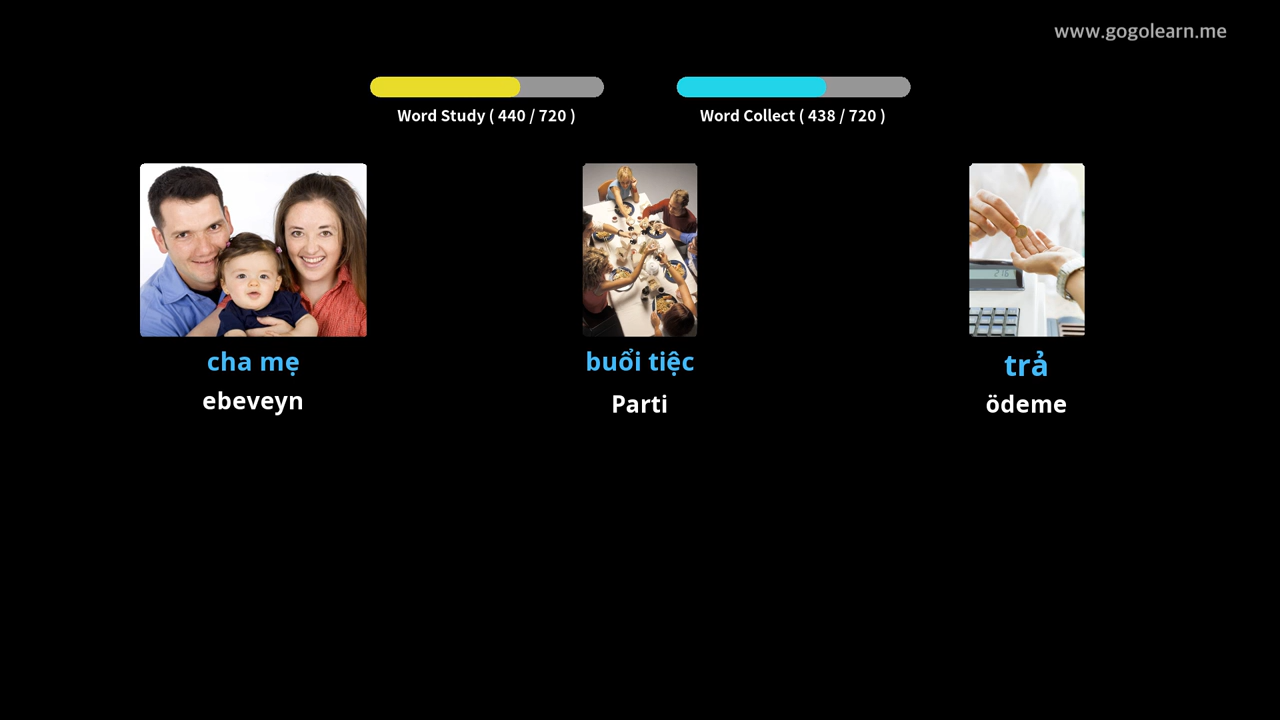 www.gogolearn.me
Word Study ( 440 / 720 )
Word Collect ( 438 / 720 )
cha mẹ
ebeveyn
buổi tiệc
Parti
trả
ödeme